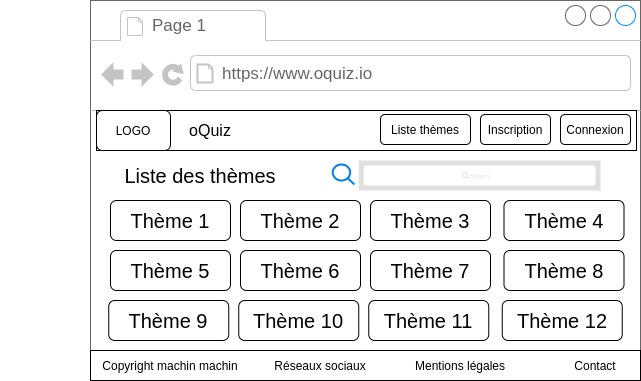 Page 1
https://www.oquiz.io
LOGO oQuiz Liste thèmes Inscription Connexion
Liste des thèmes Search
Thème 1 Thème 2 Thème 3 Thème 4
Thème 5 Thème 6 Thème 7 Thème 8
Thème 9 Thème 10 Thème 11 Thème 12
Copyright machin machin Réseaux sociaux Mentions légales Contact